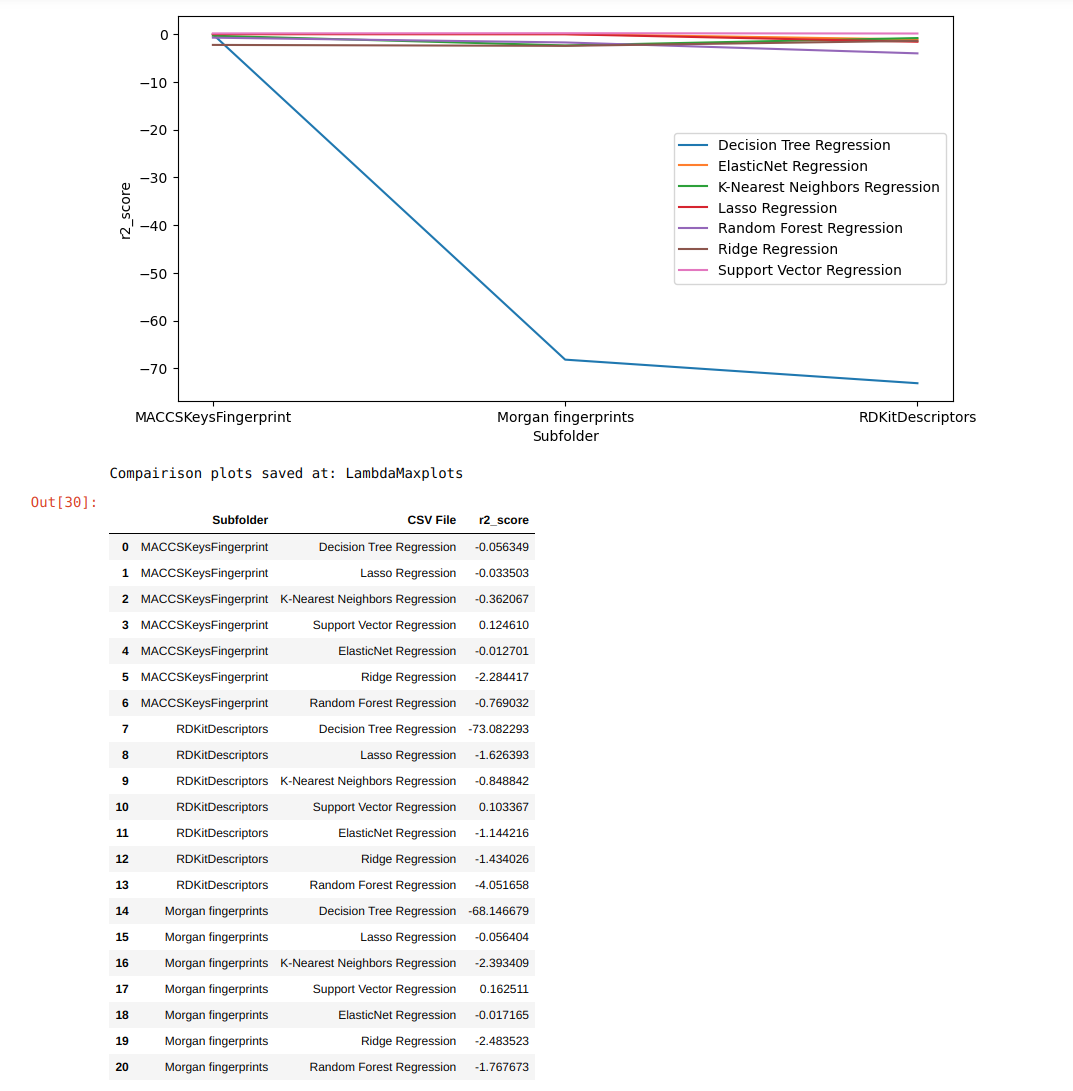 0
−10
−20
−30
−40
−50
−60
−70
r2_score
Decision Tree Regression
ElasticNet Regression
K-Nearest Neighbors Regression
Lasso Regression
Random Forest Regression
Ridge Regression
Support Vector Regression
MACCSKeysFingerprint Morgan fingerprints RDKitDescriptors
Subfolder
Compairison plots saved at: LambdaMaxplots
Out[30]:
Subfolder CSV File r2_score
0 MACCSKeysFingerprint Decision Tree Regression -0.056349
1 MACCSKeysFingerprint Lasso Regression -0.033503
2 MACCSKeysFingerprint K-Nearest Neighbors Regression -0.362067
3 MACCSKeysFingerprint Support Vector Regression 0.124610
4 MACCSKeysFingerprint ElasticNet Regression -0.012701
5 MACCSKeysFingerprint Ridge Regression -2.284417
6 MACCSKeysFingerprint Random Forest Regression -0.769032
7 RDKitDescriptors Decision Tree Regression -73.082293
8 RDKitDescriptors Lasso Regression -1.626393
9 RDKitDescriptors K-Nearest Neighbors Regression -0.848842
10 RDKitDescriptors Support Vector Regression 0.103367
11 RDKitDescriptors ElasticNet Regression -1.144216
12 RDKitDescriptors Ridge Regression -1.434026
13 RDKitDescriptors Random Forest Regression -4.051658
14 Morgan fingerprints Decision Tree Regression -68.146679
15 Morgan fingerprints Lasso Regression -0.056404
16 Morgan fingerprints K-Nearest Neighbors Regression -2.393409
17 Morgan fingerprints Support Vector Regression 0.162511
18 Morgan fingerprints ElasticNet Regression -0.017165
19 Morgan fingerprints Ridge Regression -2.483523
20 Morgan fingerprints Random Forest Regression -1.767673